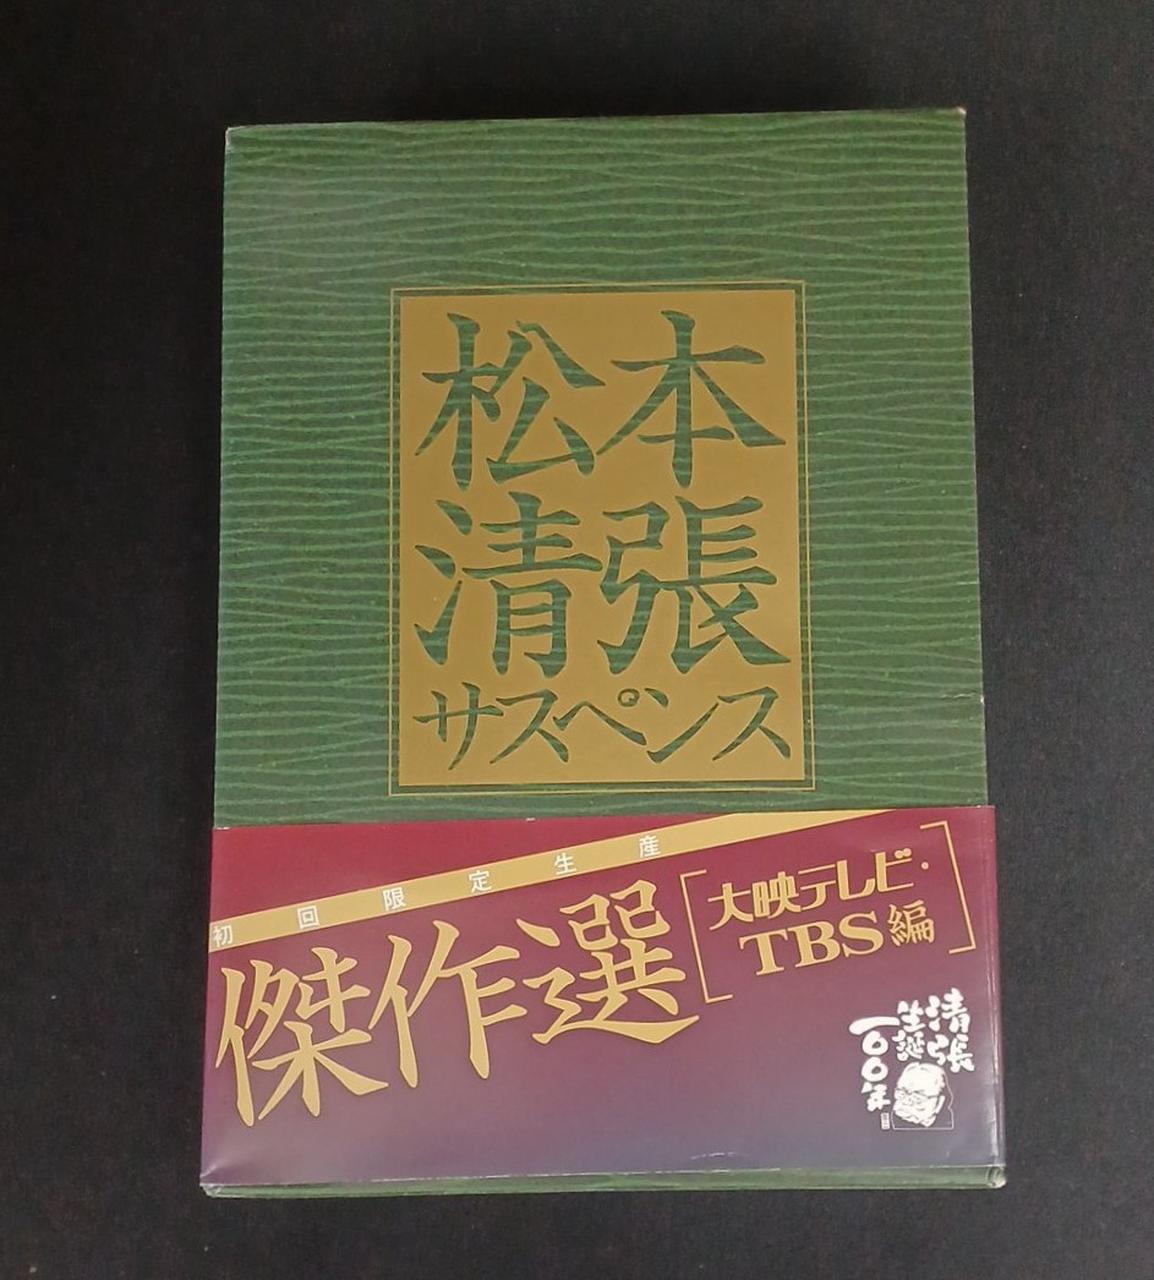 松本
清張
サスペンス
初回限定生産
傑作選
大映テレビ・
TBS編
清張
生誕
一〇〇年